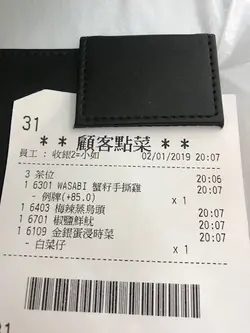 31
* * 顧客點菜 * *
員工 : 收銀2=小如 02/01/2019 20:07
3 茶位 20:06
1 6301 WASABI 蟹籽手撕雞 20:07
- 例牌(+85.0) x 1
1 6403 梅辣蒸烏頭 20:07
1 6701 椒鹽鮮魷 20:07
1 6109 金銀蛋浸時菜 20:07
- 白菜仔 x 1